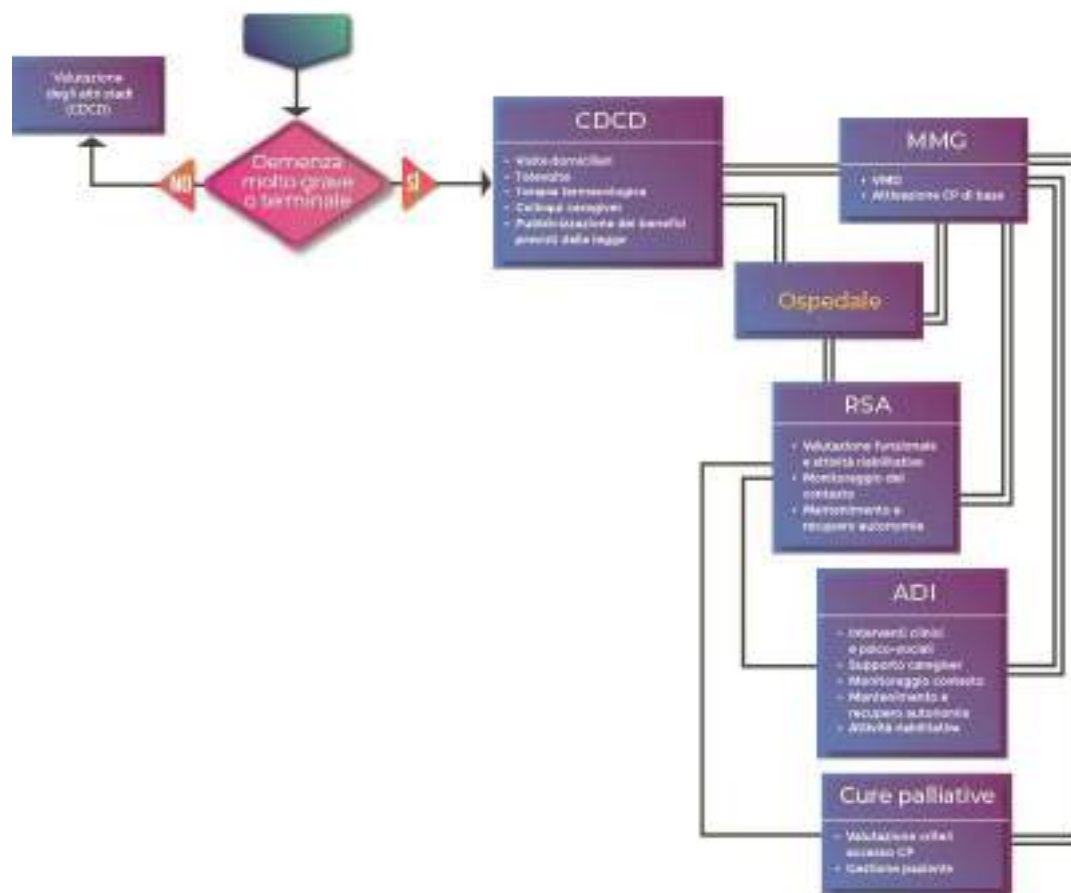 Valutazione
degli altri stadi
(CDCD)
Demenza
molto grave
o terminale
NO
SÌ
CDCD
• Visite domiciliari
• Televisite
• Terapia farmacologica
• Colloqui caregiver
• Pubblicizzazione dei benefici
previsti dalla legge
MMG
• VMD
• Attivazione CP di base
Ospedale
RSA
• Valutazione funzionale
e attività riabilitative
• Monitoraggio del
contesto
• Mantenimento e
recupero autonomia
ADI
• Interventi clinici
e psico-sociali
• Supporto caregiver
• Monitoraggio contesto
• Mantenimento e
recupero autonomia
• Attività riabilitative
Cure palliative
• Valutazione criteri
accesso CP
• Gestione paziente